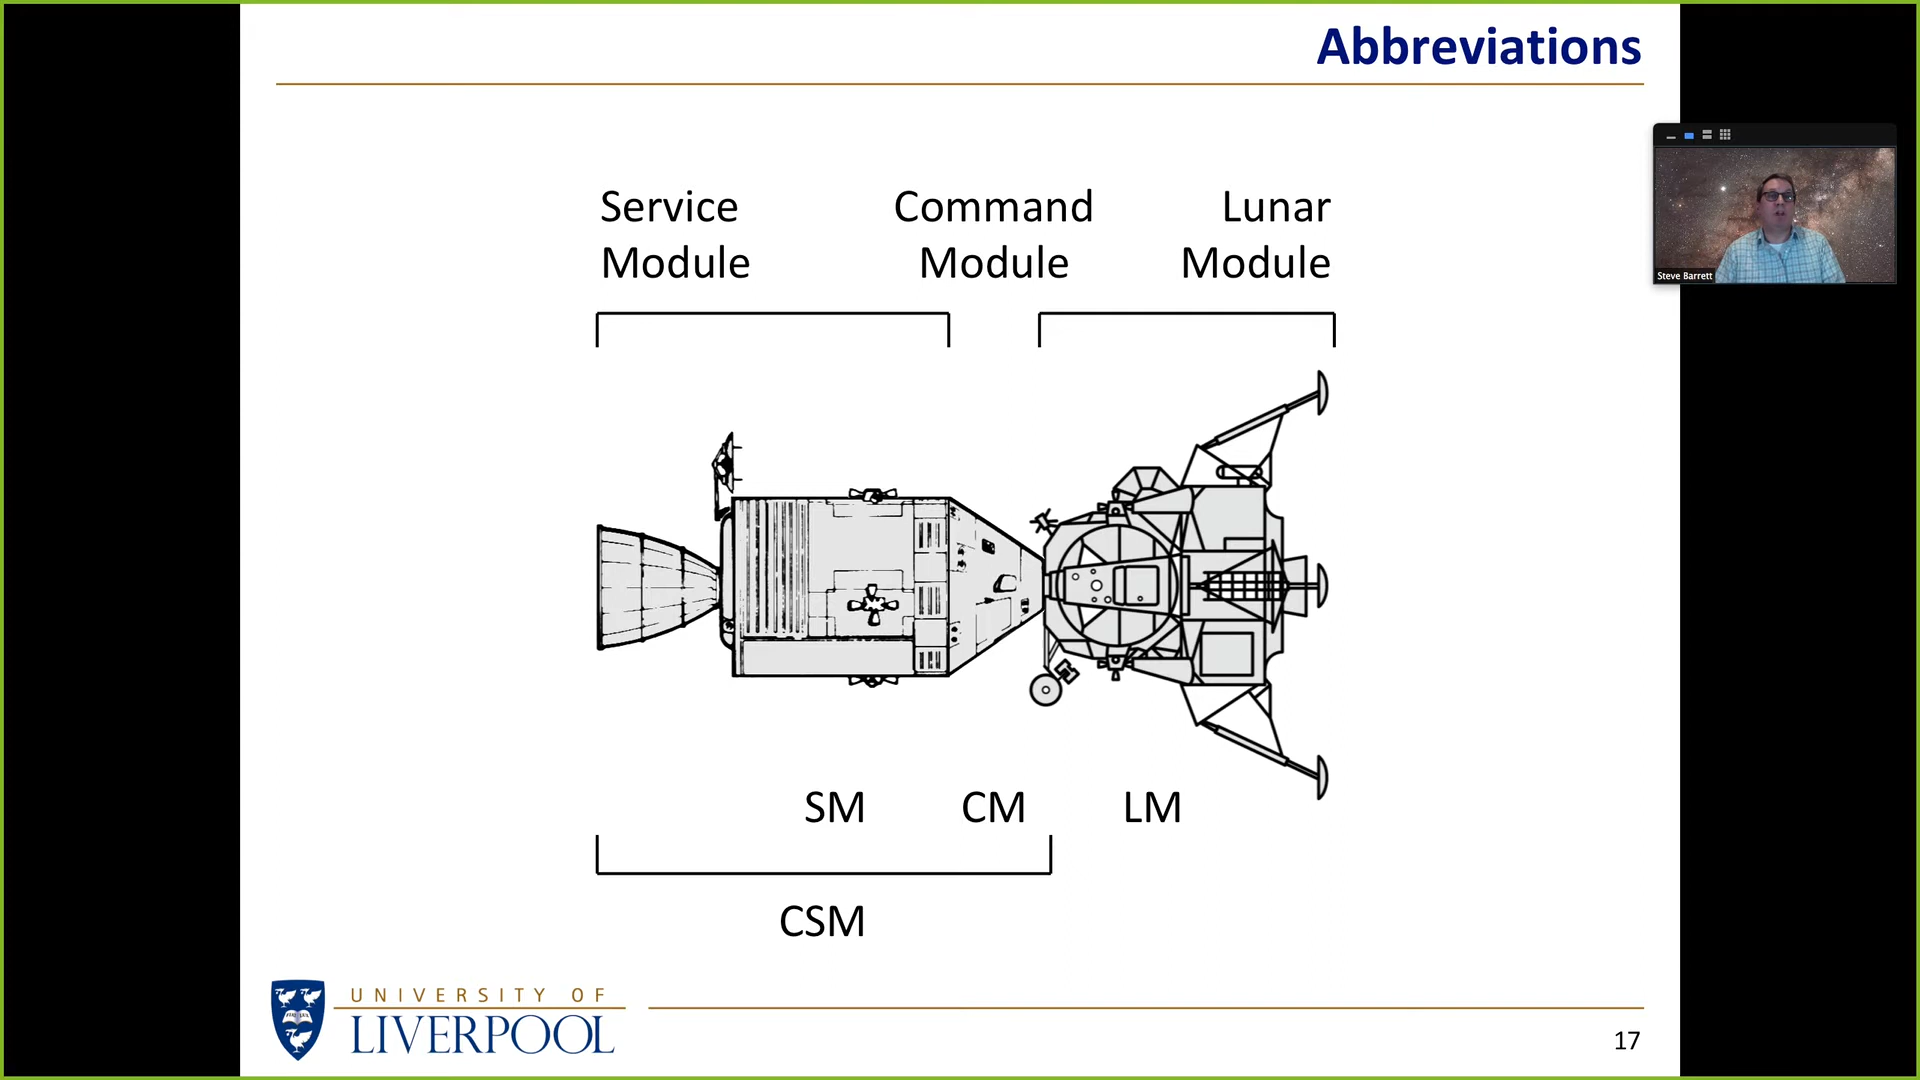 Abbreviations
Service Module
Command Module
Lunar Module
Steve Barrett
SM CM LM
CSM
UNIVERSITY OF
LIVERPOOL
17